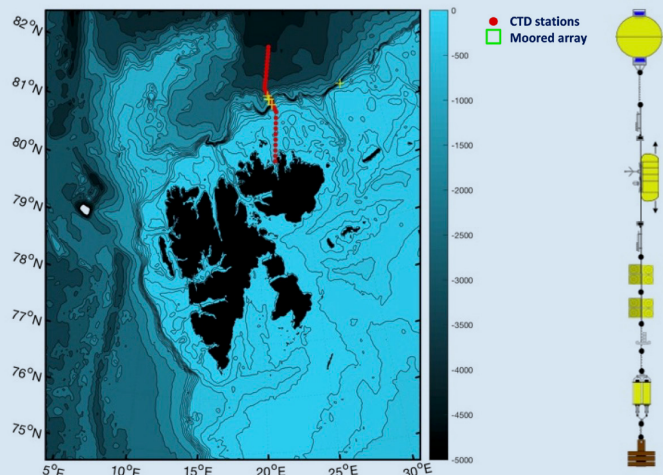 82°N
81°N
80°N
79°N
78°N
77°N
76°N
75°N
5°E
10°E
15°E
20°E
25°E
30°E
0
-500
-1000
-1500
-2000
-2500
-3000
-3500
-4000
-4500
-5000
CTD stations
Moored array